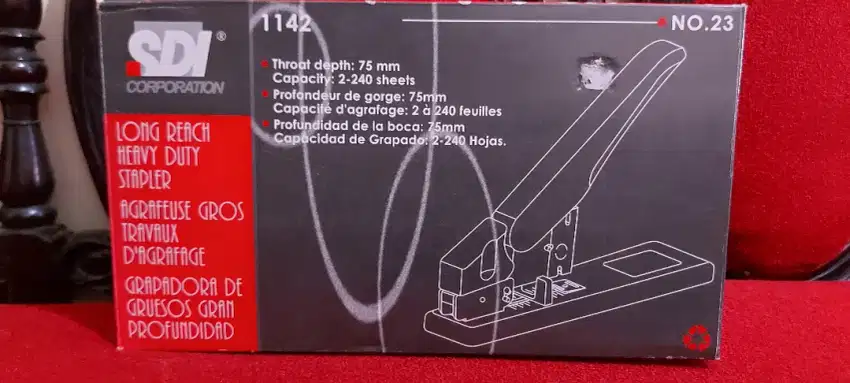 SDI®
CORPORATION
1142
NO.23
Throat depth: 75 mm
Capacity: 2-240 sheets
Profondeur de gorge: 75mm
Capacité d'agrafage: 2 à 240 feuilles
Profundidad de la boca: 75mm
Capacidad de Grapado: 2-240 Hojas.
LONG REACH
HEAVY DUTY
STAPLER
AGRAFEUSE GROS
TRAVAUX
D'AGRAFAGE
GRAPADORA DE
GRUESOS GRAN
PROFUNDIDAD